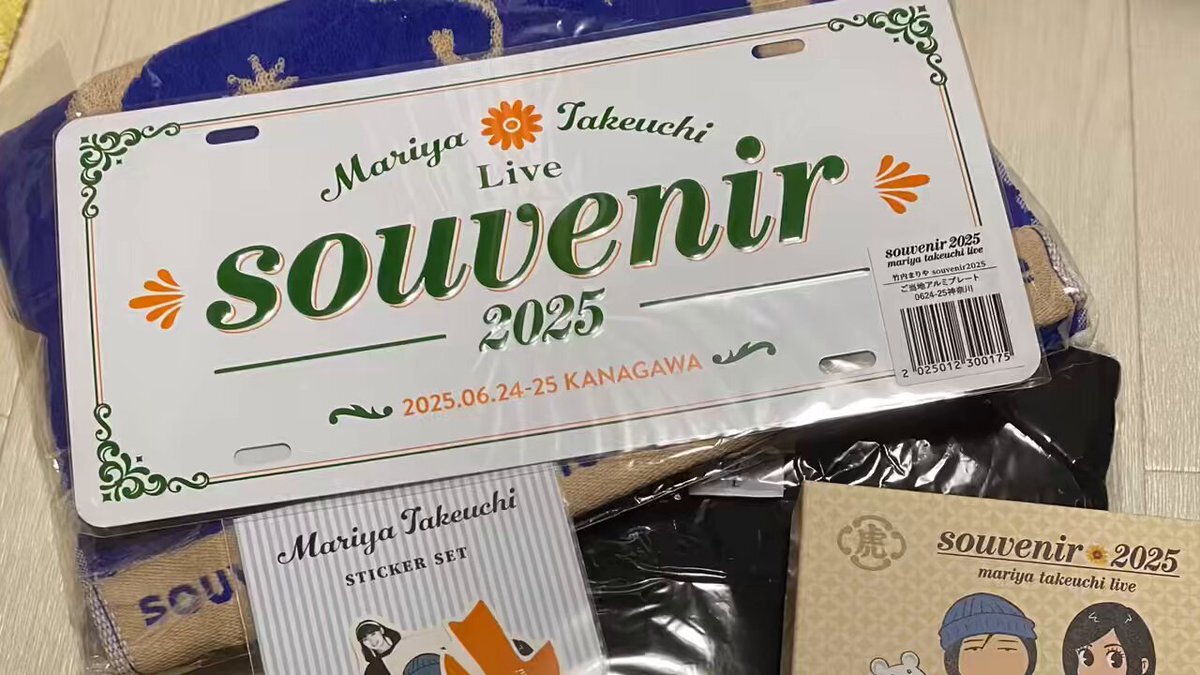 Mariya Takeuchi
Live
souvenir
2025
2025.06.24-25 KANAGAWA
souvenir 2025
mariya takeuchi live
竹内まりや souvenir2025
ご当地アルミプレート
0624-25神奈川
2 025012 300175
Mariya Takeuchi
STICKER SET
SOU
虎
souvenir 2025
mariya takeuchi live